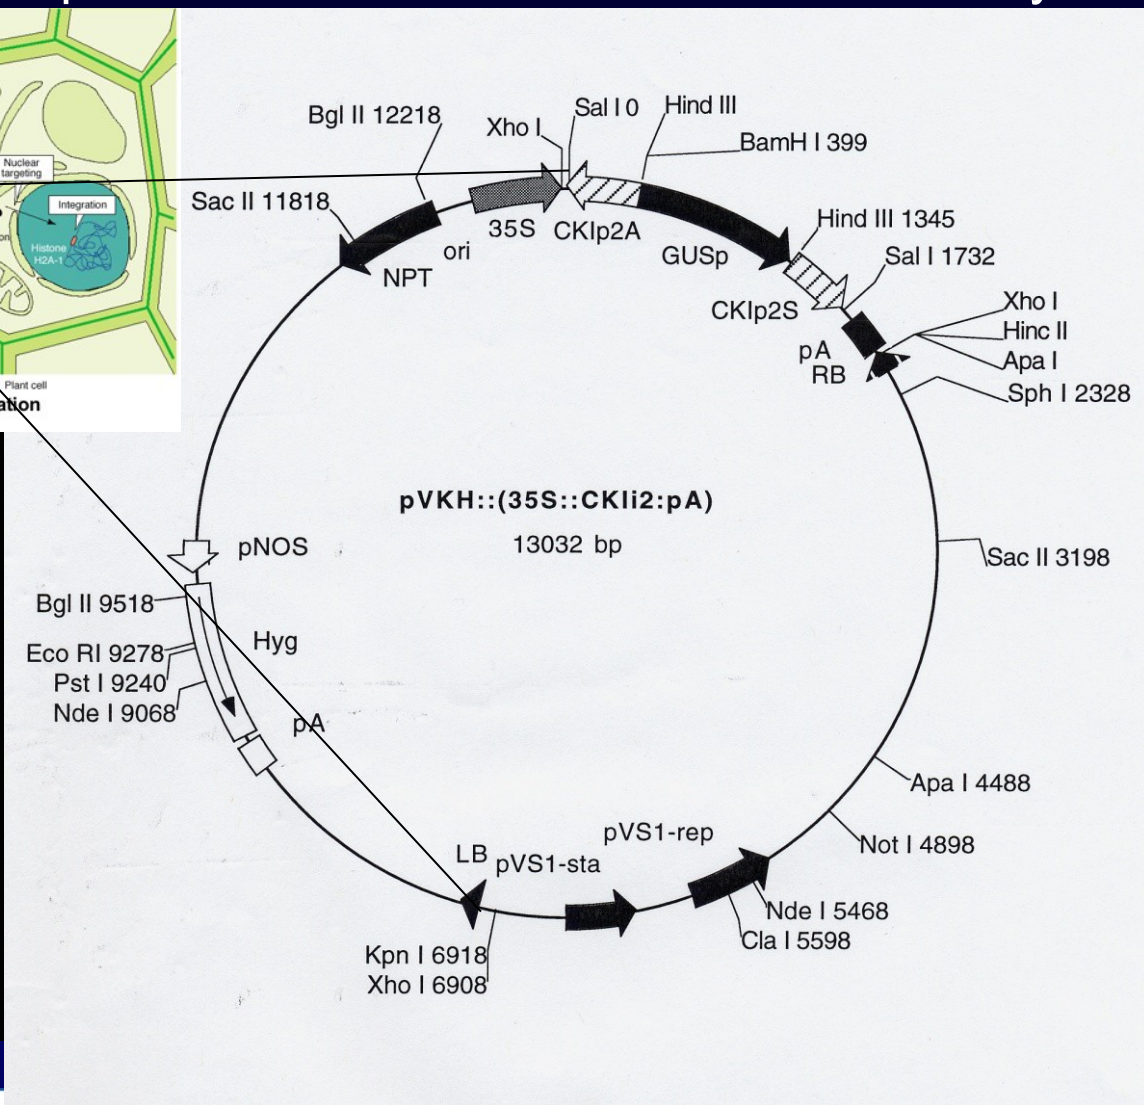 Nuclear
targeting
Integration
Histone
H2A-1
Plant cell
Bgl II 12218
Xho I
Sal I 0
Hind III
BamH I 399
Sac II 11818
35S
CKIp2A
ori
NPT
GUSp
Hind III 1345
Sal I 1732
CKIp2S
Xho I
Hinc II
Apa I
pA
RB
Sph I 2328
pVKH::(35S::CKIi2:pA)
13032 bp
pNOS
Sac II 3198
Bgl II 9518
Hyg
Eco RI 9278
Pst I 9240
Nde I 9068
pA
Apa I 4488
Not I 4898
pVS1-rep
LB
pVS1-sta
Nde I 5468
Cla I 5598
Kpn I 6918
Xho I 6908